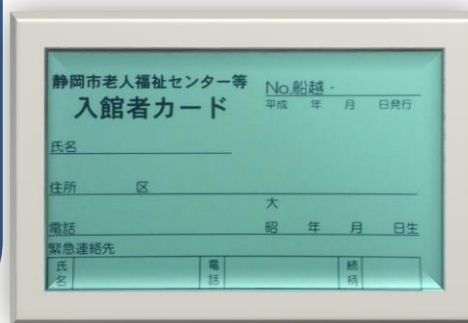 静岡市老人福祉センター等
入館者カード
No.船越 -
平成 年 月 日発行
氏名
住所 区
電話
大
昭 年 月 日生
緊急連絡先
氏名 電話 続柄